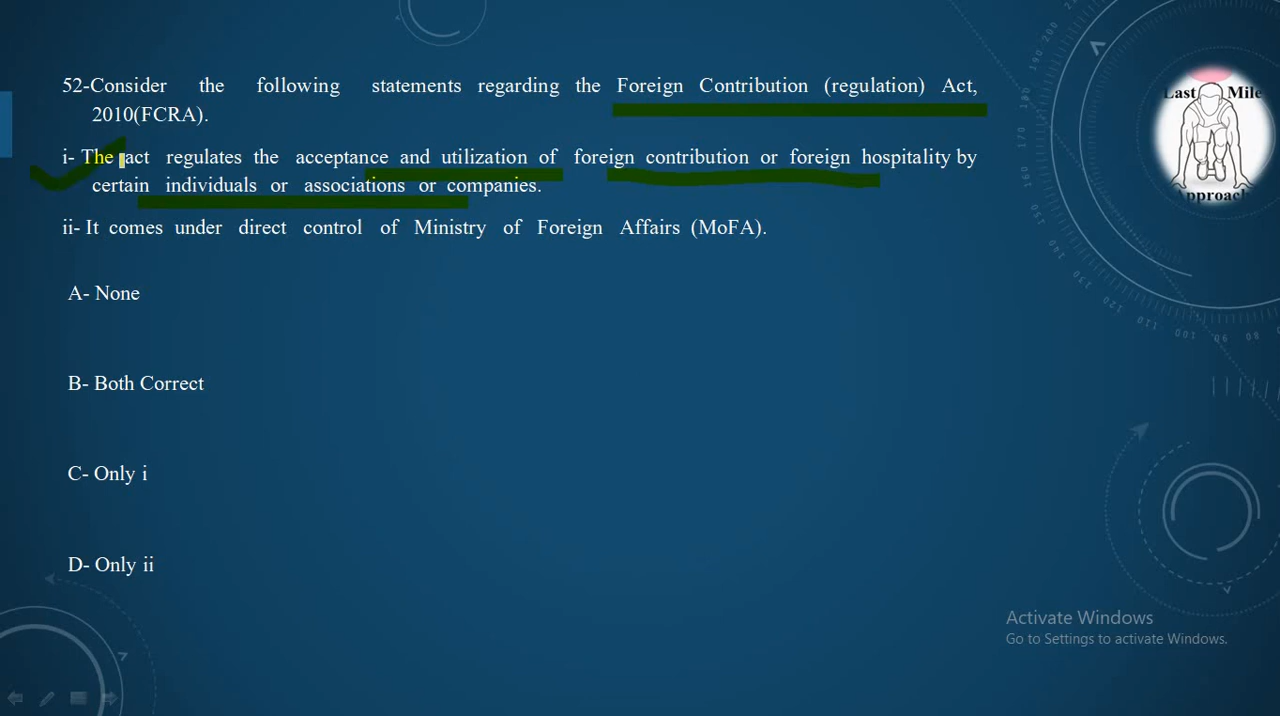 52-Consider the following statements regarding the Foreign Contribution (regulation) Act,
2010(FCRA).
i- The act regulates the acceptance and utilization of foreign contribution or foreign hospitality by
certain individuals or associations or companies.
ii- It comes under direct control of Ministry of Foreign Affairs (MoFA).
A- None
B- Both Correct
C- Only i
D- Only ii
Last Mile
Approach
Activate Windows
Go to Settings to activate Windows.